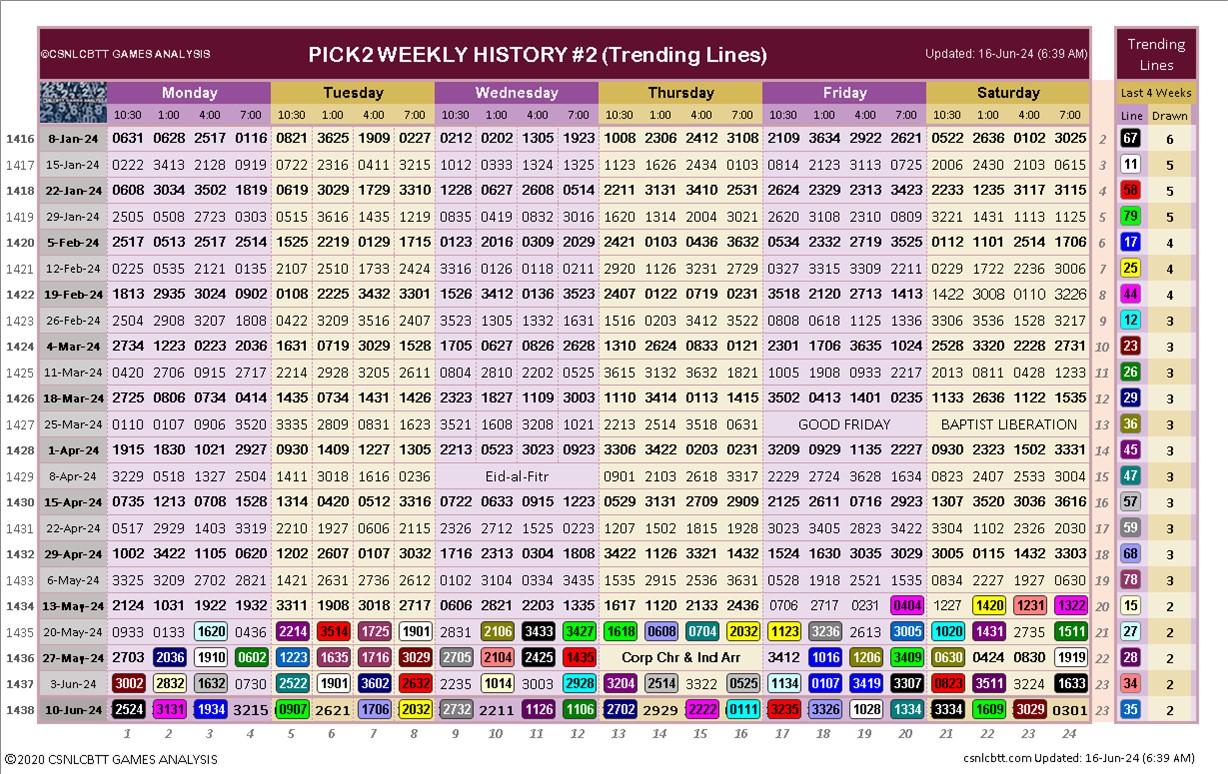 ©CSNLCBTT GAMES ANALYSIS PICK2 WEEKLY HISTORY #2 (Trending Lines) Updated: 16-Jun-24 (6:39 AM)
Trending
Lines
Monday Tuesday Wednesday Thursday Friday Saturday Last 4 Weeks
10:30 1:00 4:00 7:00 10:30 1:00 4:00 7:00 10:30 1:00 4:00 7:00 10:30 1:00 4:00 7:00 10:30 1:00 4:00 7:00 10:30 1:00 4:00 7:00 Line Drawn
1416 8-Jan-24 0631 0628 2517 0116 0821 3625 1909 0227 0212 0202 1305 1923 1008 2306 2412 3108 2109 3634 2922 2621 0522 2636 0102 3025 2 67 6
1417 15-Jan-24 0222 3413 2128 0919 0722 2316 0411 3215 1012 0333 1324 1325 1123 1626 2434 0103 0814 2123 3113 0725 2006 2430 2103 0615 3 11 5
1418 22-Jan-24 0608 3034 3502 1819 0619 3029 1729 3310 1228 0627 2608 0514 2211 3131 3410 2531 2624 2329 2313 3423 2233 1235 3117 3115 4 58 5
1419 29-Jan-24 2505 0508 2723 0303 0515 3616 1435 1219 0835 0419 0832 3016 1620 1314 2004 3021 2620 3108 2310 0809 3221 1431 1113 1125 5 79 5
1420 5-Feb-24 2517 0513 2517 2514 1525 2219 0129 1715 0123 2016 0309 2029 2421 0103 0436 3632 0534 2332 2719 3525 0112 1101 2514 1706 6 17 4
1421 12-Feb-24 0225 0535 2121 0135 2107 2510 1733 2424 3316 0126 0118 0211 2920 1126 2231 2729 0327 3315 3309 2211 0229 1722 2236 3006 7 25 4
1422 19-Feb-24 1813 2935 3024 0902 0108 2225 3432 3301 1526 3412 0136 3523 2407 0122 0719 0231 3518 2120 2713 1413 1422 3008 0110 3226 8 44 4
1423 26-Feb-24 2504 2908 3207 1808 0422 3209 3516 2407 3523 1305 1332 1631 1516 0203 3412 3522 0808 0618 1125 1336 3306 3536 1528 3217 9 12 3
1424 4-Mar-24 2734 1223 0223 2036 1631 0719 3029 1528 1705 0627 0826 2628 1310 2624 0833 0121 2301 1706 3635 1024 2528 3320 2228 2731 10 23 3
1425 11-Mar-24 0420 2706 0915 2717 2214 2928 3205 2611 0804 2810 2202 0525 3615 3132 3632 1821 1005 1908 0933 2217 2013 0811 0428 1233 11 26 3
1426 18-Mar-24 2725 0806 0734 0414 1435 0734 1431 1426 2323 1827 1109 3003 1110 3414 0113 1415 3502 0413 1401 0235 1133 2636 1122 1535 12 29 3
1427 25-Mar-24 0110 0107 0906 3520 3335 2809 0831 1623 3521 1608 3208 1021 2213 2514 3518 0631 GOOD FRIDAY BAPTIST LIBERATION 13 36 3
1428 1-Apr-24 1915 1830 1021 2927 0930 1409 1227 1305 2213 0523 3023 0923 3306 3422 0203 0331 3209 0929 1135 2227 0930 2323 1502 3331 14 45 3
1429 8-Apr-24 3229 0518 1327 2504 1411 3018 1616 0236 Eid-al-Fitr 0901 2103 2618 3317 2229 2724 3628 1634 0823 2407 2533 3004 15 47 3
1430 15-Apr-24 0735 1213 0708 1528 1314 0420 0512 3316 0722 0633 0915 1223 0529 3131 2709 2909 2125 2611 0716 2923 1307 3520 3036 3616 16 57 3
1431 22-Apr-24 0517 2929 1403 3319 2210 1927 0606 2115 2326 2712 1525 0223 1207 1502 1815 1928 3023 3405 2823 3422 3304 1102 2326 2030 17 59 3
1432 29-Apr-24 1002 3422 1105 0620 1202 2607 0107 3032 1716 2313 0304 1808 3422 1126 3321 1432 1524 1630 3035 3029 3005 0115 1432 3303 18 68 3
1433 6-May-24 3325 3209 2702 2821 1421 2631 2736 2612 0102 3104 0334 3435 1535 2915 2536 3631 0528 1918 2521 1535 0834 2227 1927 0630 19 78 3
1434 13-May-24 2124 1031 1922 1932 3311 1908 3018 2717 0606 2821 2203 1335 1617 1120 2133 2436 0706 2717 0231 0404 1227 1420 1231 1322 20 15 2
1435 20-May-24 0933 0133 1620 0436 2214 3514 1725 1901 2831 2106 3433 3427 1618 0608 0704 2032 1123 3236 2613 3005 1020 1431 2735 1511 21 27 2
1436 27-May-24 2703 2036 1910 0602 1223 1635 1716 3029 2705 2104 2425 1435 Corp Chr & Ind Arr 3412 1016 1206 3409 0630 0424 0830 1919 22 28 2
1437 3-Jun-24 3002 2832 1632 0730 2522 1901 3602 2632 2235 1014 3003 2928 3204 2514 3322 0525 1134 0107 3419 3307 0823 3511 3224 1633 23 34 2
1438 10-Jun-24 2524 3131 1934 3215 0907 2621 1706 2032 2732 2211 1126 1106 2702 2929 2222 0111 3235 3326 1028 1334 3334 1609 3029 0301 23 35 2
1 2 3 4 5 6 7 8 9 10 11 12 13 14 15 16 17 18 19 20 21 22 23 24
©2020 CSNLCBTT GAMES ANALYSIS csnlcbtt.com Updated: 16-Jun-24 (6:39 AM)